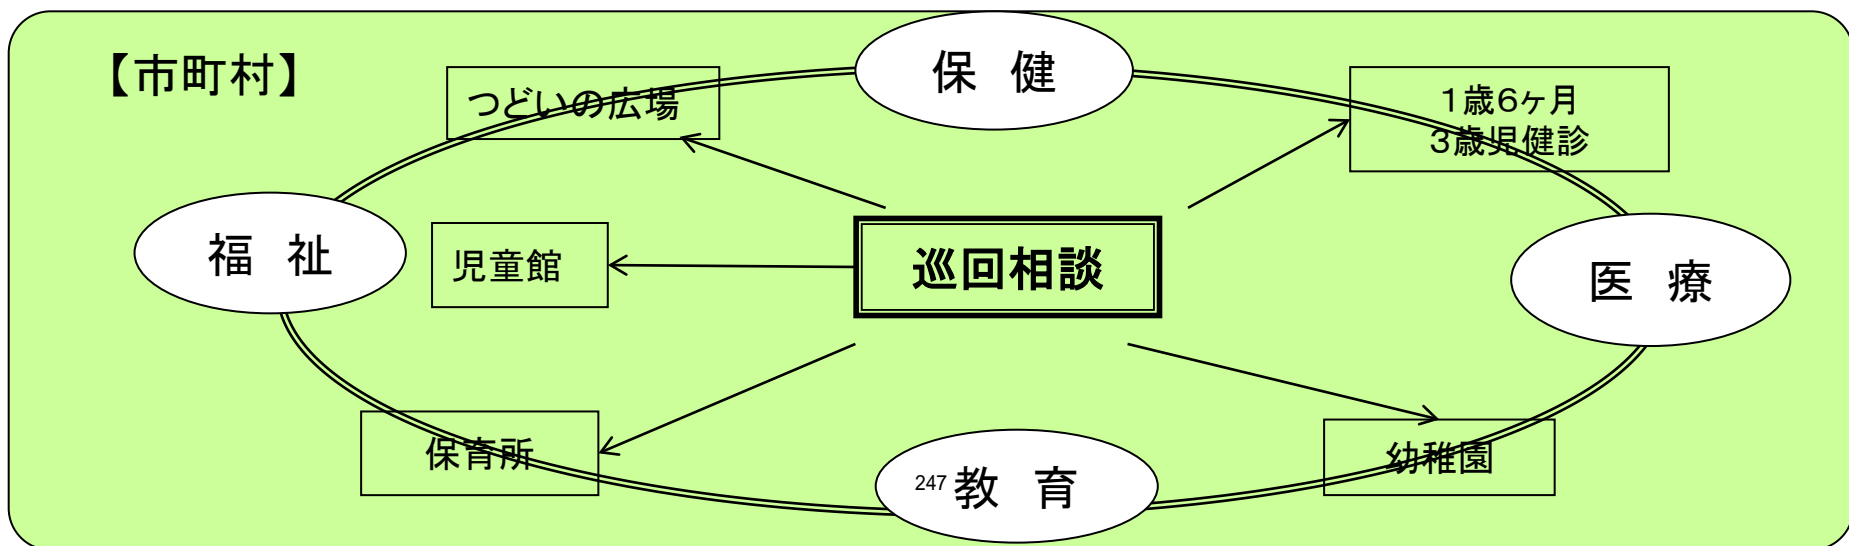 【市町村】
保 健
つどいの広場
1歳6ヶ月
3歳児健診
福 祉
児童館
巡回相談
医 療
保育所
247
教 育
幼稚園